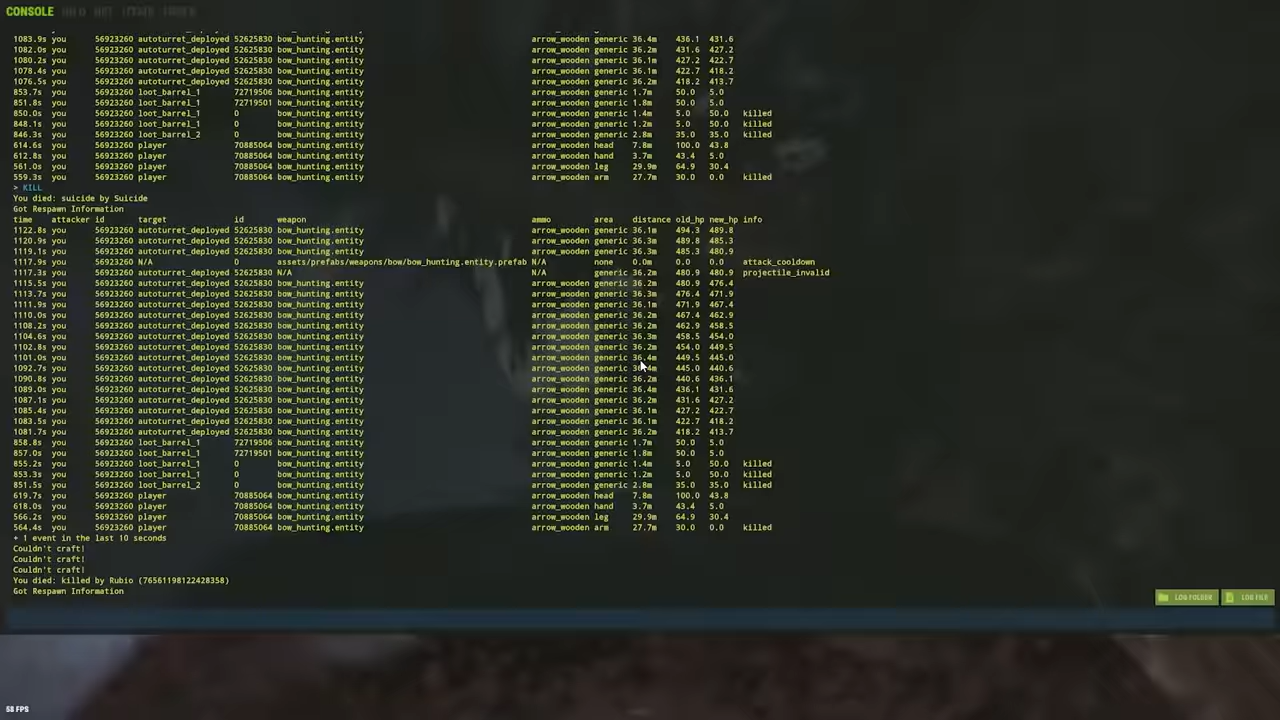 CONSOLE
1083.9s you 56923260 autoturret_deployed 52625830 bow_hunting.entity arrow_wooden generic 36.4m 436.1 431.6
1082.0s you 56923260 autoturret_deployed 52625830 bow_hunting.entity arrow_wooden generic 36.2m 431.6 427.2
1080.2s you 56923260 autoturret_deployed 52625830 bow_hunting.entity arrow_wooden generic 36.1m 427.2 422.7
1078.4s you 56923260 autoturret_deployed 52625830 bow_hunting.entity arrow_wooden generic 36.1m 422.7 418.2
1076.5s you 56923260 autoturret_deployed 52625830 bow_hunting.entity arrow_wooden generic 36.2m 418.2 413.7
853.7s you 56923260 loot_barrel_1 72719506 bow_hunting.entity arrow_wooden generic 1.7m 50.0 5.0
851.8s you 56923260 loot_barrel_1 72719501 bow_hunting.entity arrow_wooden generic 1.8m 50.0 5.0
850.0s you 56923260 loot_barrel_1 0 bow_hunting.entity arrow_wooden generic 1.4m 5.0 50.0 killed
848.1s you 56923260 loot_barrel_1 0 bow_hunting.entity arrow_wooden generic 1.2m 5.0 50.0 killed
846.3s you 56923260 loot_barrel_2 0 bow_hunting.entity arrow_wooden generic 2.8m 35.0 35.0 killed
614.6s you 56923260 player 70885064 bow_hunting.entity arrow_wooden head 7.8m 100.0 43.8
612.8s you 56923260 player 70885064 bow_hunting.entity arrow_wooden hand 3.7m 43.4 5.0
561.0s you 56923260 player 70885064 bow_hunting.entity arrow_wooden leg 29.9m 64.9 30.4
559.3s you 56923260 player 70885064 bow_hunting.entity arrow_wooden arm 27.7m 30.0 0.0 killed
> KILL
You died: suicide by Suicide
Got Respawn Information
time attacker id target id weapon ammo area distance old_hp new_hp info
1122.8s you 56923260 autoturret_deployed 52625830 bow_hunting.entity arrow_wooden generic 36.1m 494.3 489.8
1120.9s you 56923260 autoturret_deployed 52625830 bow_hunting.entity arrow_wooden generic 36.3m 489.8 485.3
1119.1s you 56923260 autoturret_deployed 52625830 bow_hunting.entity arrow_wooden generic 36.3m 485.3 480.9
1117.9s you 56923260 N/A 0 assets/prefabs/weapons/bow/bow_hunting.entity.prefab N/A none 0.0m 0.0 0.0 attack_cooldown
1117.3s you 56923260 autoturret_deployed 52625830 N/A N/A generic 36.2m 480.9 480.9 projectile_invalid
1115.5s you 56923260 autoturret_deployed 52625830 bow_hunting.entity arrow_wooden generic 36.2m 480.9 476.4
1113.7s you 56923260 autoturret_deployed 52625830 bow_hunting.entity arrow_wooden generic 36.3m 476.4 471.9
1111.9s you 56923260 autoturret_deployed 52625830 bow_hunting.entity arrow_wooden generic 36.1m 471.9 467.4
1110.0s you 56923260 autoturret_deployed 52625830 bow_hunting.entity arrow_wooden generic 36.2m 467.4 462.9
1108.2s you 56923260 autoturret_deployed 52625830 bow_hunting.entity arrow_wooden generic 36.2m 462.9 458.5
1104.6s you 56923260 autoturret_deployed 52625830 bow_hunting.entity arrow_wooden generic 36.3m 458.5 454.0
1102.8s you 56923260 autoturret_deployed 52625830 bow_hunting.entity arrow_wooden generic 36.2m 454.0 449.5
1101.0s you 56923260 autoturret_deployed 52625830 bow_hunting.entity arrow_wooden generic 36.4m 449.5 445.0
1092.7s you 56923260 autoturret_deployed 52625830 bow_hunting.entity arrow_wooden generic 445.0 440.6
1090.8s you 56923260 autoturret_deployed 52625830 bow_hunting.entity arrow_wooden generic 36.2m 440.6 436.1
1089.0s you 56923260 autoturret_deployed 52625830 bow_hunting.entity arrow_wooden generic 36.4m 436.1 431.6
1087.1s you 56923260 autoturret_deployed 52625830 bow_hunting.entity arrow_wooden generic 36.2m 431.6 427.2
1085.4s you 56923260 autoturret_deployed 52625830 bow_hunting.entity arrow_wooden generic 36.1m 427.2 422.7
1083.5s you 56923260 autoturret_deployed 52625830 bow_hunting.entity arrow_wooden generic 36.1m 422.7 418.2
1081.7s you 56923260 autoturret_deployed 52625830 bow_hunting.entity arrow_wooden generic 36.2m 418.2 413.7
858.8s you 56923260 loot_barrel_1 72719506 bow_hunting.entity arrow_wooden generic 1.7m 50.0 5.0
857.0s you 56923260 loot_barrel_1 72719501 bow_hunting.entity arrow_wooden generic 1.8m 50.0 5.0
855.2s you 56923260 loot_barrel_1 0 bow_hunting.entity arrow_wooden generic 1.4m 5.0 50.0 killed
853.3s you 56923260 loot_barrel_1 0 bow_hunting.entity arrow_wooden generic 1.2m 5.0 50.0 killed
851.5s you 56923260 loot_barrel_2 0 bow_hunting.entity arrow_wooden generic 2.8m 35.0 35.0 killed
619.7s you 56923260 player 70885064 bow_hunting.entity arrow_wooden head 7.8m 100.0 43.8
618.0s you 56923260 player 70885064 bow_hunting.entity arrow_wooden hand 3.7m 43.4 5.0
566.2s you 56923260 player 70885064 bow_hunting.entity arrow_wooden leg 29.9m 64.9 30.4
564.4s you 56923260 player 70885064 bow_hunting.entity arrow_wooden arm 27.7m 30.0 0.0 killed
+ 1 event in the last 10 seconds
Couldn't craft!
Couldn't craft!
Couldn't craft!
You died: killed by Rubio (76561198122428358)
Got Respawn Information
LOG FOLDER LOG FILE
58 FPS